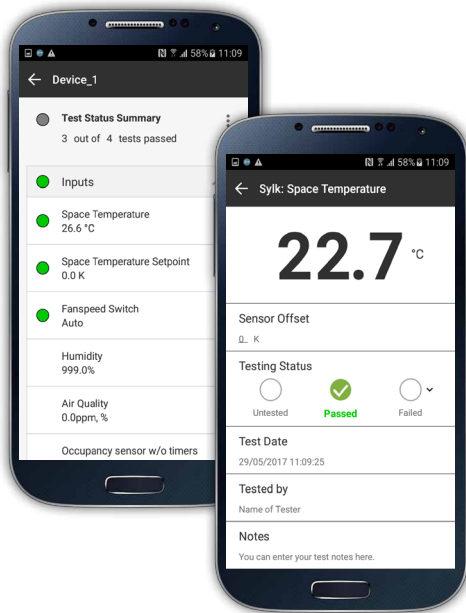 58% 11:09
Device_1
Test Status Summary
3 out of 4 tests passed
Inputs
Space Temperature
26.6 °C
Space Temperature Setpoint
0.0 K
Fanspeed Switch
Auto
Humidity
999.0%
Air Quality
0.0ppm, %
Occupancy sensor w/o timers
58% 11:09
Sylk: Space Temperature
22.7 °C
Sensor Offset
0 K
Testing Status
Untested Passed Failed
Test Date
29/05/2017 11:09:25
Tested by
Name of Tester
Notes
You can enter your test notes here.